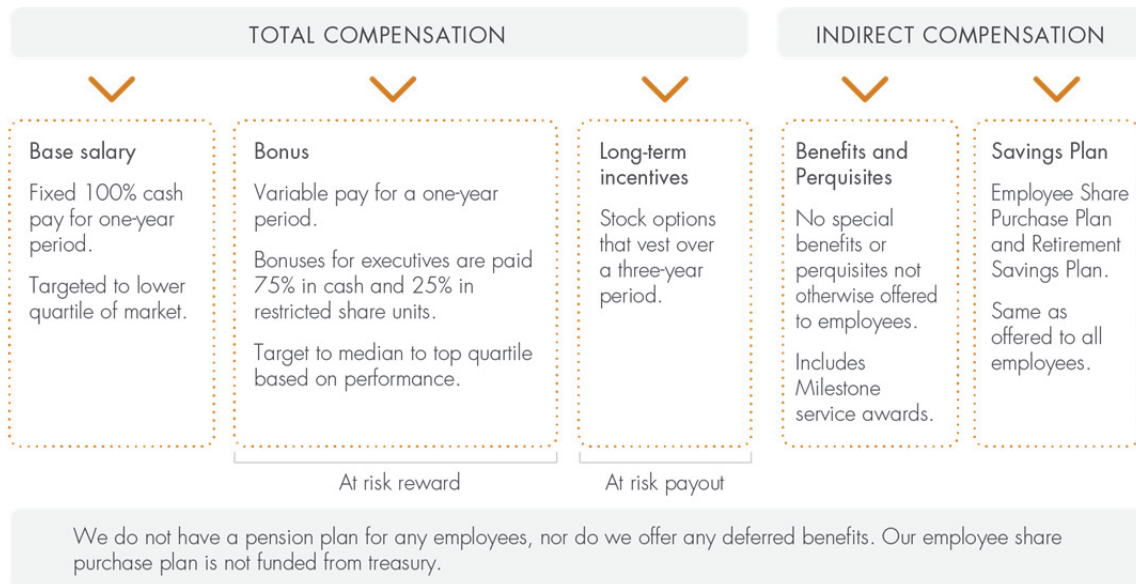 TOTAL COMPENSATION
INDIRECT COMPENSATION
Base salary
Fixed 100% cash
pay for one-year
period.
Targeted to lower
quartile of market.
Bonus
Variable pay for a one-year
period.
Bonuses for executives are paid
75% in cash and 25% in
restricted share units.
Target to median to top quartile
based on performance.
Long-term
incentives
Stock options
that vest over
a three-year
period.
Benefits and
Perquisites
No special
benefits or
perquisites not
otherwise offered
to employees.
Includes
Milestone
service awards.
Savings Plan
Employee Share
Purchase Plan
and Retirement
Savings Plan.
Same as
offered to all
employees.
At risk reward
At risk payout
We do not have a pension plan for any employees, nor do we offer any deferred benefits. Our employee share
purchase plan is not funded from treasury.